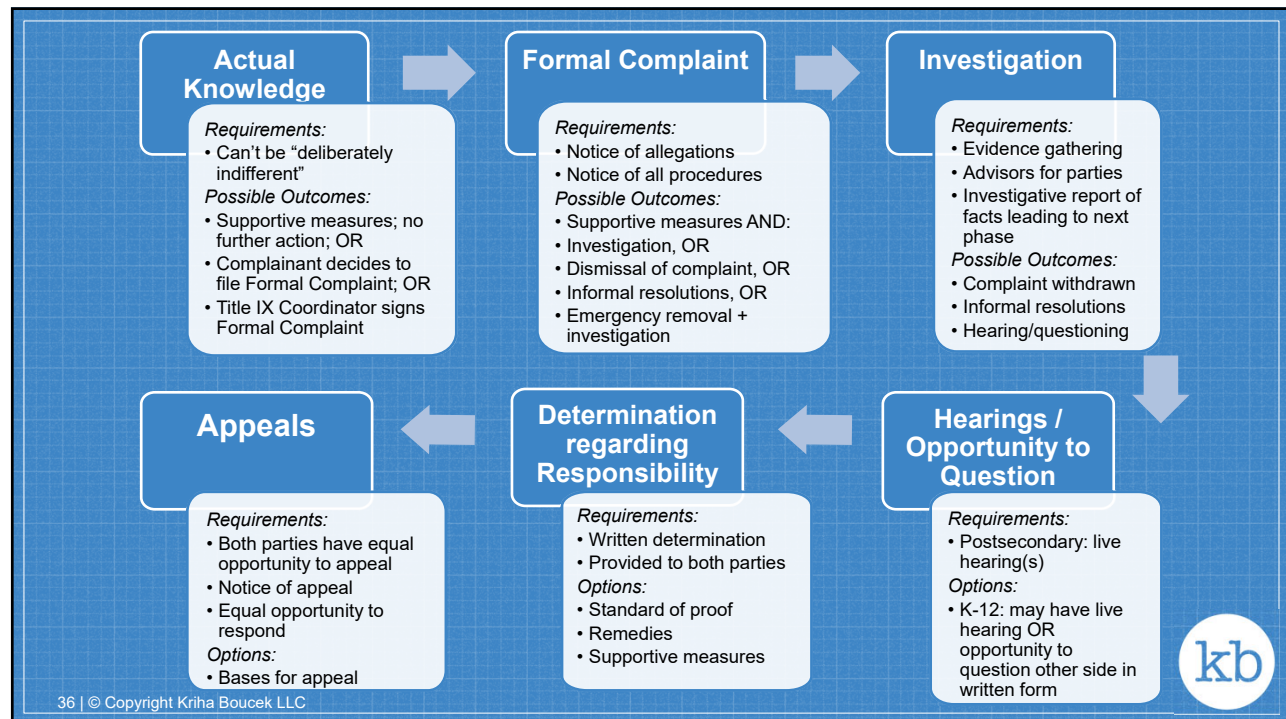 Actual
Knowledge
Requirements:
• Can’t be “deliberately
indifferent”
Possible Outcomes:
• Supportive measures; no
further action; OR
• Complainant decides to
file Formal Complaint; OR
• Title IX Coordinator signs
Formal Complaint
Formal Complaint
Requirements:
• Notice of allegations
• Notice of all procedures
Possible Outcomes:
• Supportive measures AND:
• Investigation, OR
• Dismissal of complaint, OR
• Informal resolutions, OR
• Emergency removal +
investigation
Investigation
Requirements:
• Evidence gathering
• Advisors for parties
• Investigative report of
facts leading to next
phase
Possible Outcomes:
• Complaint withdrawn
• Informal resolutions
• Hearing/questioning
Hearings /
Opportunity to
Question
Requirements:
• Postsecondary: live
hearing(s)
Options:
• K-12: may have live
hearing OR
opportunity to
question other side in
written form
Determination
regarding
Responsibility
Requirements:
• Written determination
• Provided to both parties
Options:
• Standard of proof
• Remedies
• Supportive measures
Appeals
Requirements:
• Both parties have equal
opportunity to appeal
• Notice of appeal
• Equal opportunity to
respond
Options:
• Bases for appeal
36 | © Copyright Kriha Boucek LLC
kb